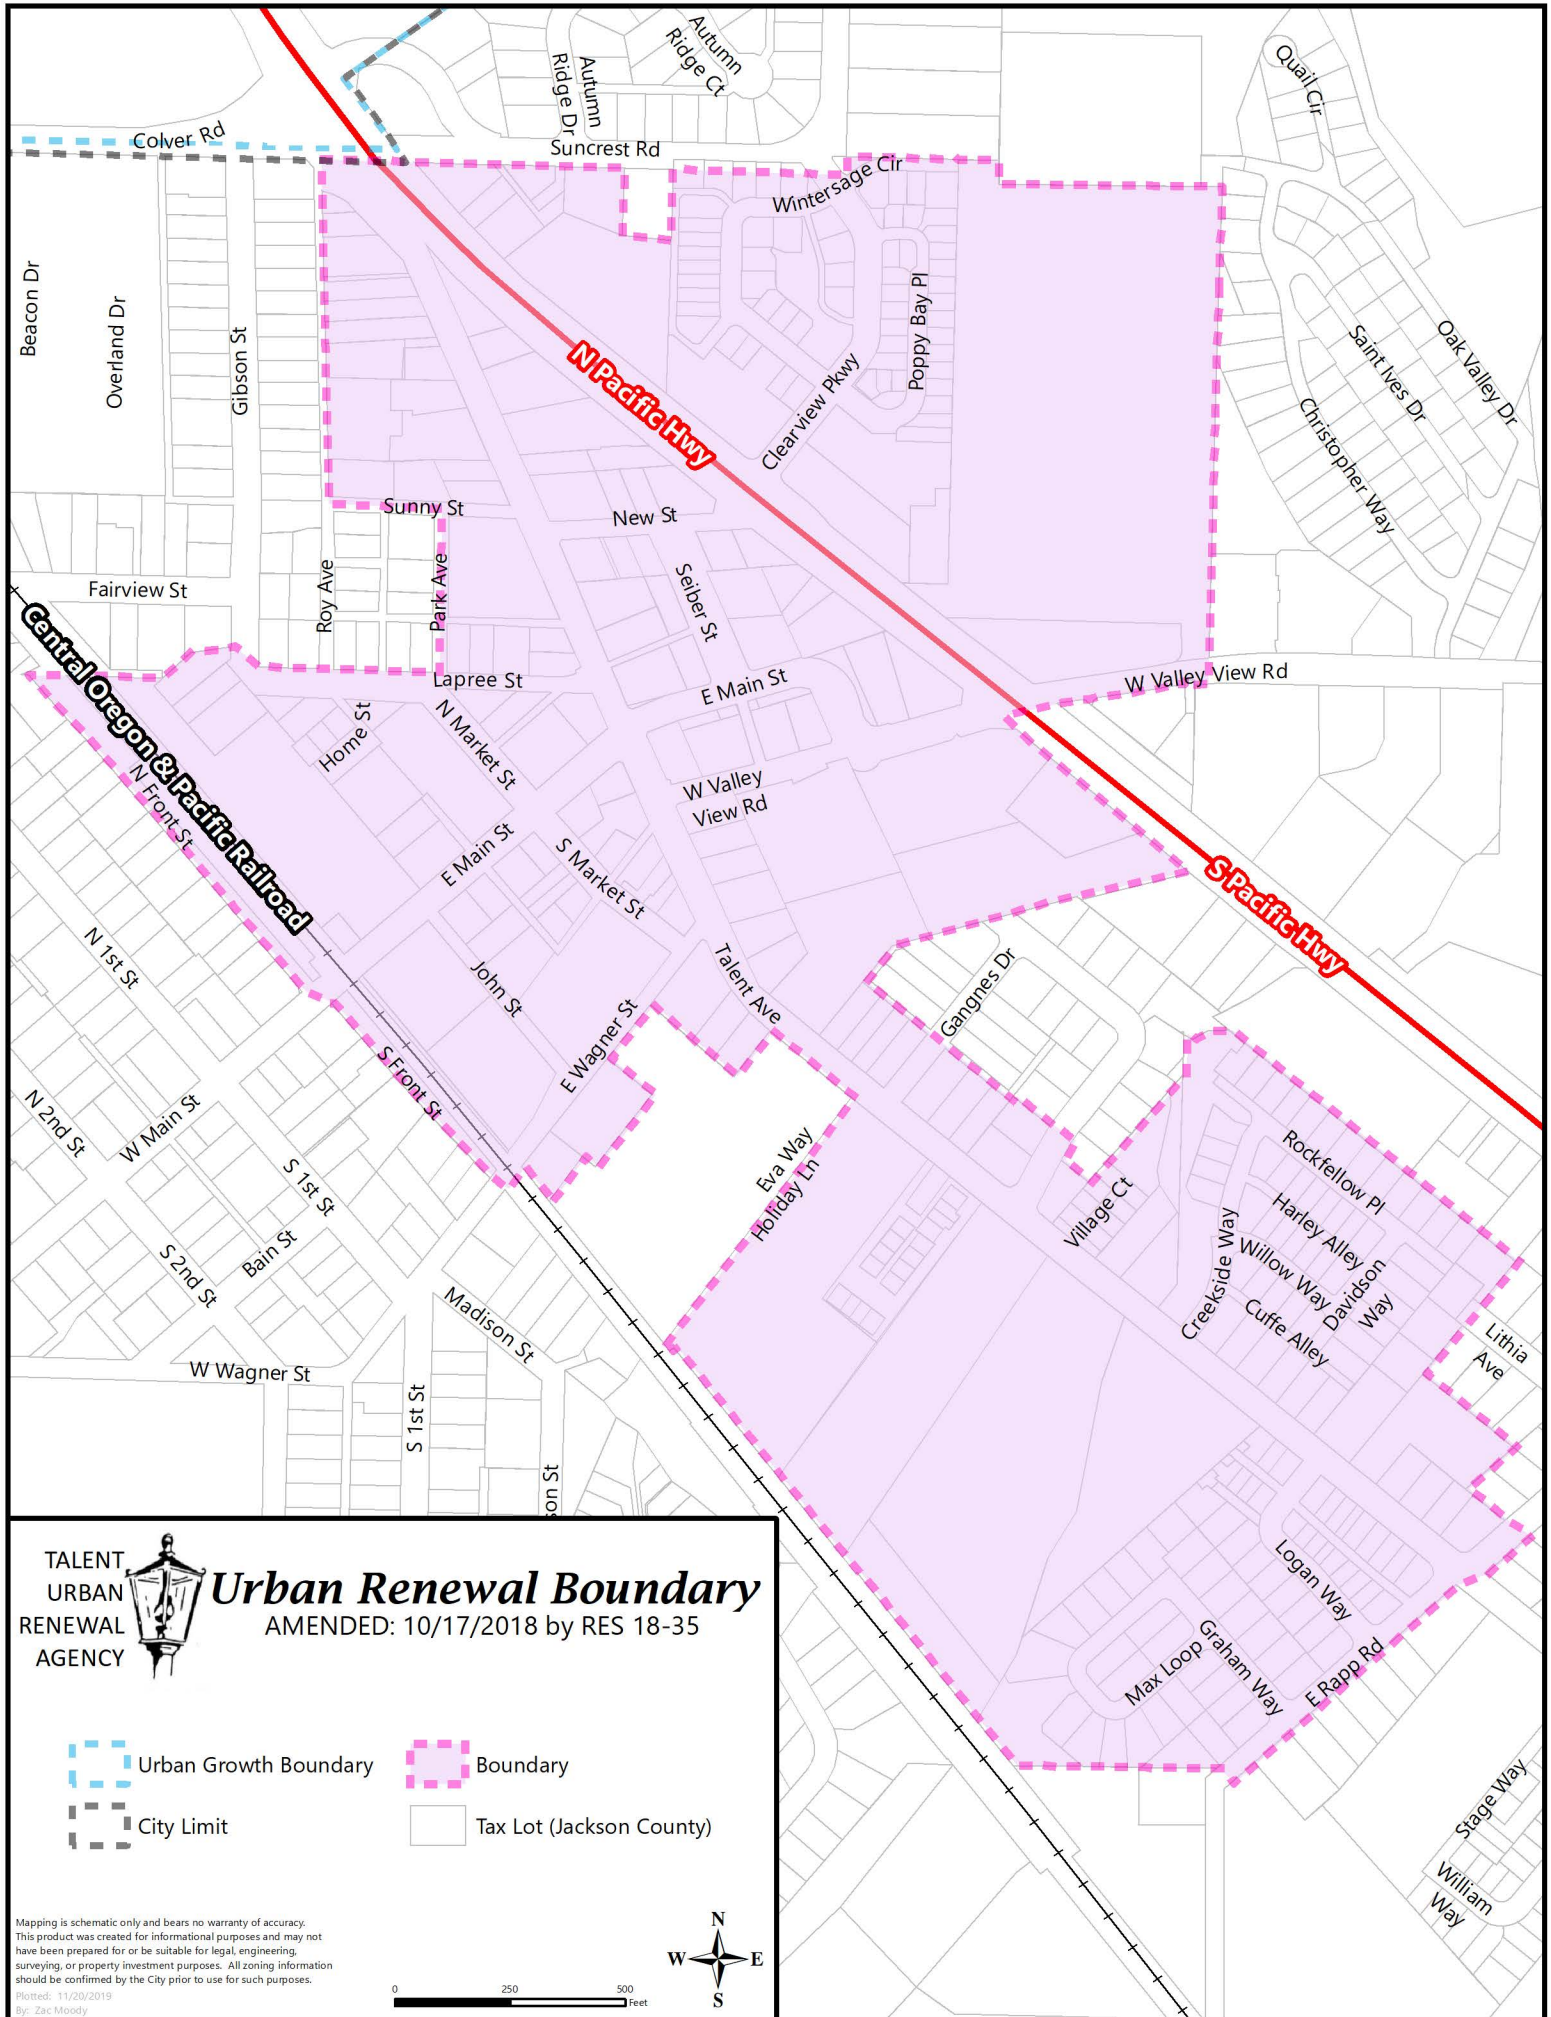 Autumn
Ridge Ct
Autumn
Ridge Dr
Quail Cir
Colver Rd
Suncrest Rd
Wintersage Cir
Beacon Dr
Overland Dr
Gibson St
Poppy Bay Pl
Clearview Pkwy
N Pacific Hwy
Saint Ives Dr
Oak Valley Dr
Christopher Way
Sunny St
New St
Fairview St
Roy Ave
Park Ave
Seiber St
Lapree St
E Main St
W Valley View Rd
Central Oregon & Pacific Railroad
Home St
N Market St
W Valley
View Rd
N Front St
E Main St
S Market St
S Pacific Hwy
N 1st St
John St
Talent Ave
Gangnes Dr
E Wagner St
S Front St
N 2nd St
W Main St
S 1st St
Eva Way
Holiday Ln
Village Ct
Rockfellow Pl
Harley Alley
Creekside Way
Willow Way
Davidson
Way
Cuffe Alley
Lithia
Ave
Bain St
S 2nd St
Madison St
W Wagner St
S 1st St
son St
Logan Way
Graham Way
Max Loop
E Rapp Rd
Stage Way
William
Way
TALENT
URBAN
RENEWAL
AGENCY
Urban Renewal Boundary
AMENDED: 10/17/2018 by RES 18-35
Urban Growth Boundary
Boundary
City Limit
Tax Lot (Jackson County)
Mapping is schematic only and bears no warranty of accuracy.
This product was created for informational purposes and may not
have been prepared for or be suitable for legal, engineering,
surveying, or property investment purposes. All zoning information
should be confirmed by the City prior to use for such purposes.
Plotted: 11/20/2019
By: Zac Moody
0 250 500
Feet
N
W E
S